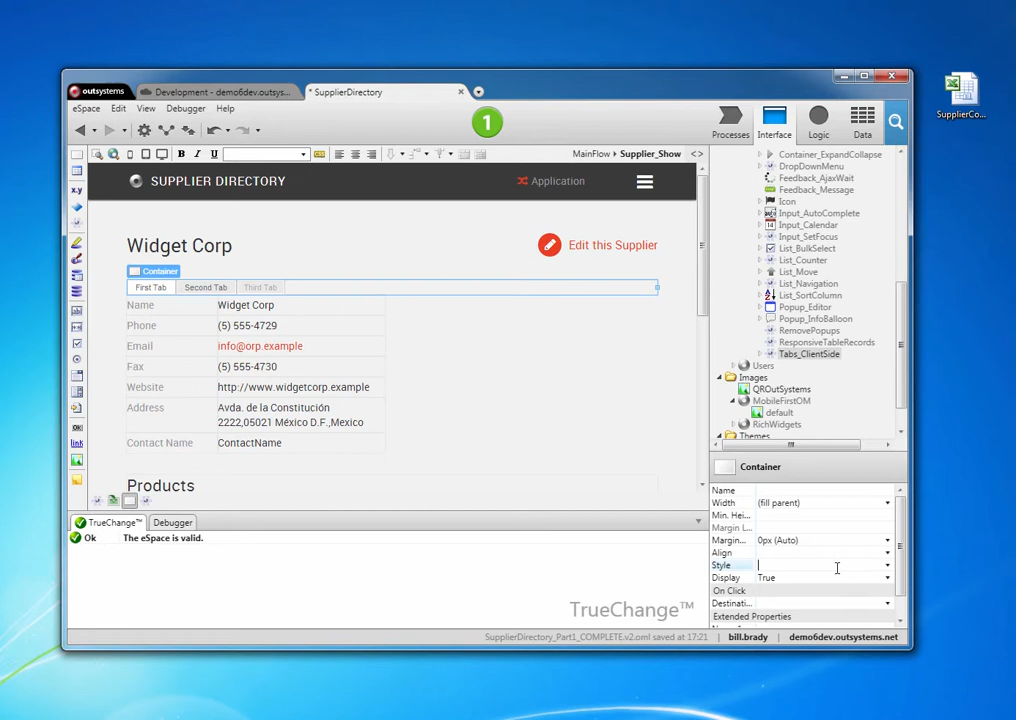 outsystems
Development - demo6dev.outsys...
* SupplierDirectory
eSpace Edit View Debugger Help
1
Processes Interface Logic Data
SupplierCo...
B I U
MainFlow ▸ Supplier_Show <>
x.y
SUPPLIER DIRECTORY
Application
Widget Corp
Edit this Supplier
Container
First Tab Second Tab Third Tab
Name Widget Corp
Phone (5) 555-4729
Email info@orp.example
Fax (5) 555-4730
Website http://www.widgetcorp.example
Address Avda. de la Constitución
2222,05021 México D.F.,Mexico
Contact Name ContactName
Products
Ok
link
Container_ExpandCollapse
DropDownMenu
Feedback_AjaxWait
Feedback_Message
Icon
Input_AutoComplete
Input_Calendar
Input_SetFocus
List_BulkSelect
List_Counter
List_Move
List_Navigation
List_SortColumn
Popup_Editor
Popup_InfoBalloon
RemovePopups
ResponsiveTableRecords
Tabs_ClientSide
Users
Images
QROutSystems
MobileFirstOM
default
RichWidgets
Themes
Container
Name
Width (fill parent)
Min. Hei...
Margin L...
Margin... 0px (Auto)
Align
Style
Display True
On Click
Destinati...
Extended Properties
TrueChange™ Debugger
Ok The eSpace is valid.
TrueChange™
SupplierDirectory_Part1_COMPLETE.v2.oml saved at 17:21
bill.brady
demo6dev.outsystems.net